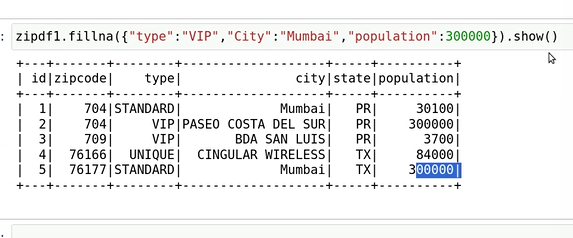 : zipdf1.fillna({"type":"VIP","City":"Mumbai","population":300000}).show()
+---+-------+--------+-------------------+-----+----------+
| id|zipcode|    type|               city|state|population|
+---+-------+--------+-------------------+-----+----------+
|  1|    704|STANDARD|             Mumbai|   PR|     30100|
|  2|    704|     VIP|PASEO COSTA DEL SUR|   PR|    300000|
|  3|    709|     VIP|       BDA SAN LUIS|   PR|      3700|
|  4|  76166|  UNIQUE|  CINGULAR WIRELESS|   TX|     84000|
|  5|  76177|STANDARD|             Mumbai|   TX|    300000|
+---+-------+--------+-------------------+-----+----------+
: